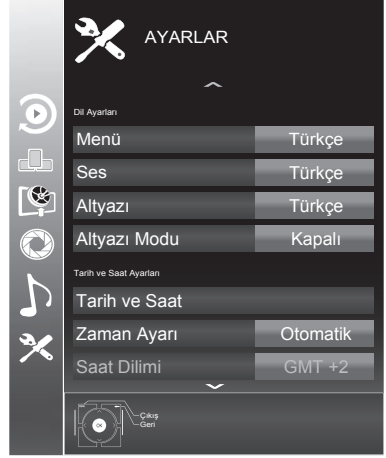 AYARLAR
Dil Ayarları
Menü Türkçe
Ses Türkçe
Altyazı Türkçe
Altyazı Modu Kapalı
Tarih ve Saat Ayarları
Tarih ve Saat
Zaman Ayarı Otomatik
Saat Dilimi GMT +2
Çıkış
OK Geri